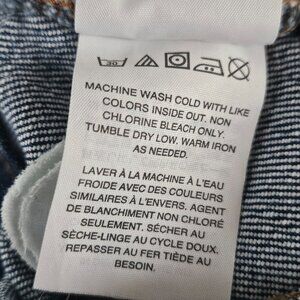 30
MACHINE WASH COLD WITH LIKE
COLORS INSIDE OUT. NON
CHLORINE BLEACH ONLY.
TUMBLE DRY LOW. WARM IRON
AS NEEDED.
LAVER À LA MACHINE À L'EAU
FROIDE AVEC DES COULEURS
SIMILAIRES À L'ENVERS. AGENT
DE BLANCHIMENT NON CHLORÉ
SEULEMENT. SÉCHER AU
SÈCHE-LINGE AU CYCLE DOUX.
REPASSER AU FER TIÈDE AU
BESOIN.